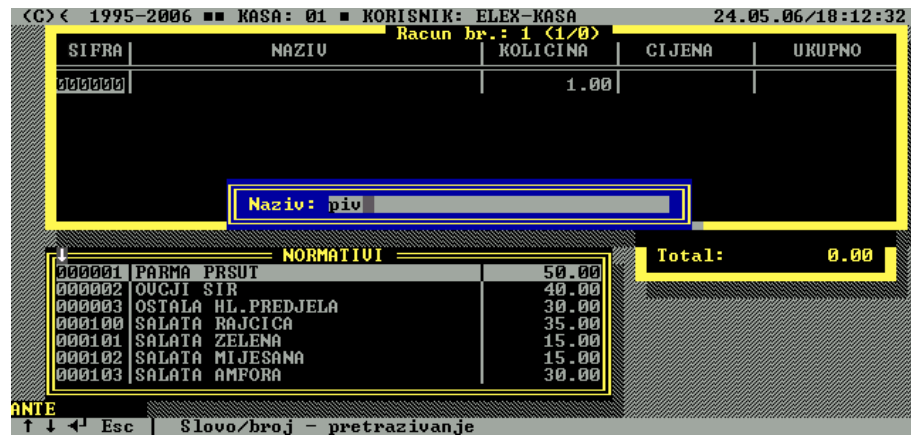 (C)< 1995-2006 ■■ KASA: 01 ■ KORISNIK: ELEX-KASA 24.05.06/18:12:32
Racun br.: 1 (1/0)
SIFRA NAZIV KOLICINA CIJENA UKUPNO
000000 1.00
Naziv: piv
Total: 0.00
NORMATIVI
000001 PARMA PRSUT 50.00
000002 OVCJI SIR 40.00
000003 OSTALA HL.PREDJELA 30.00
000100 SALATA RAJCICA 35.00
000101 SALATA ZELENA 15.00
000102 SALATA MIJESANA 15.00
000103 SALATA AMFORA 30.00
ANTE
↑ ↓ ◄┘ Esc | Slovo/broj - pretrazivanje